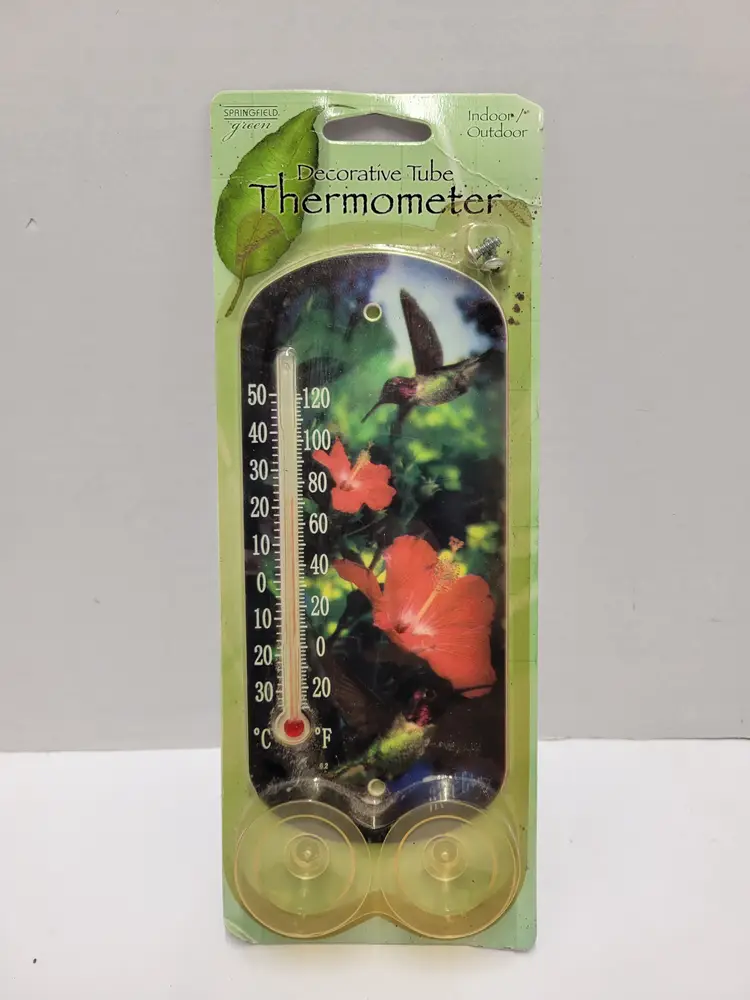 SPRINGFIELD
green
Indoor/
Outdoor
Decorative Tube
Thermometer
50 120
40 100
30 80
20 60
10 40
0 20
10 0
20 20
30
°C °F